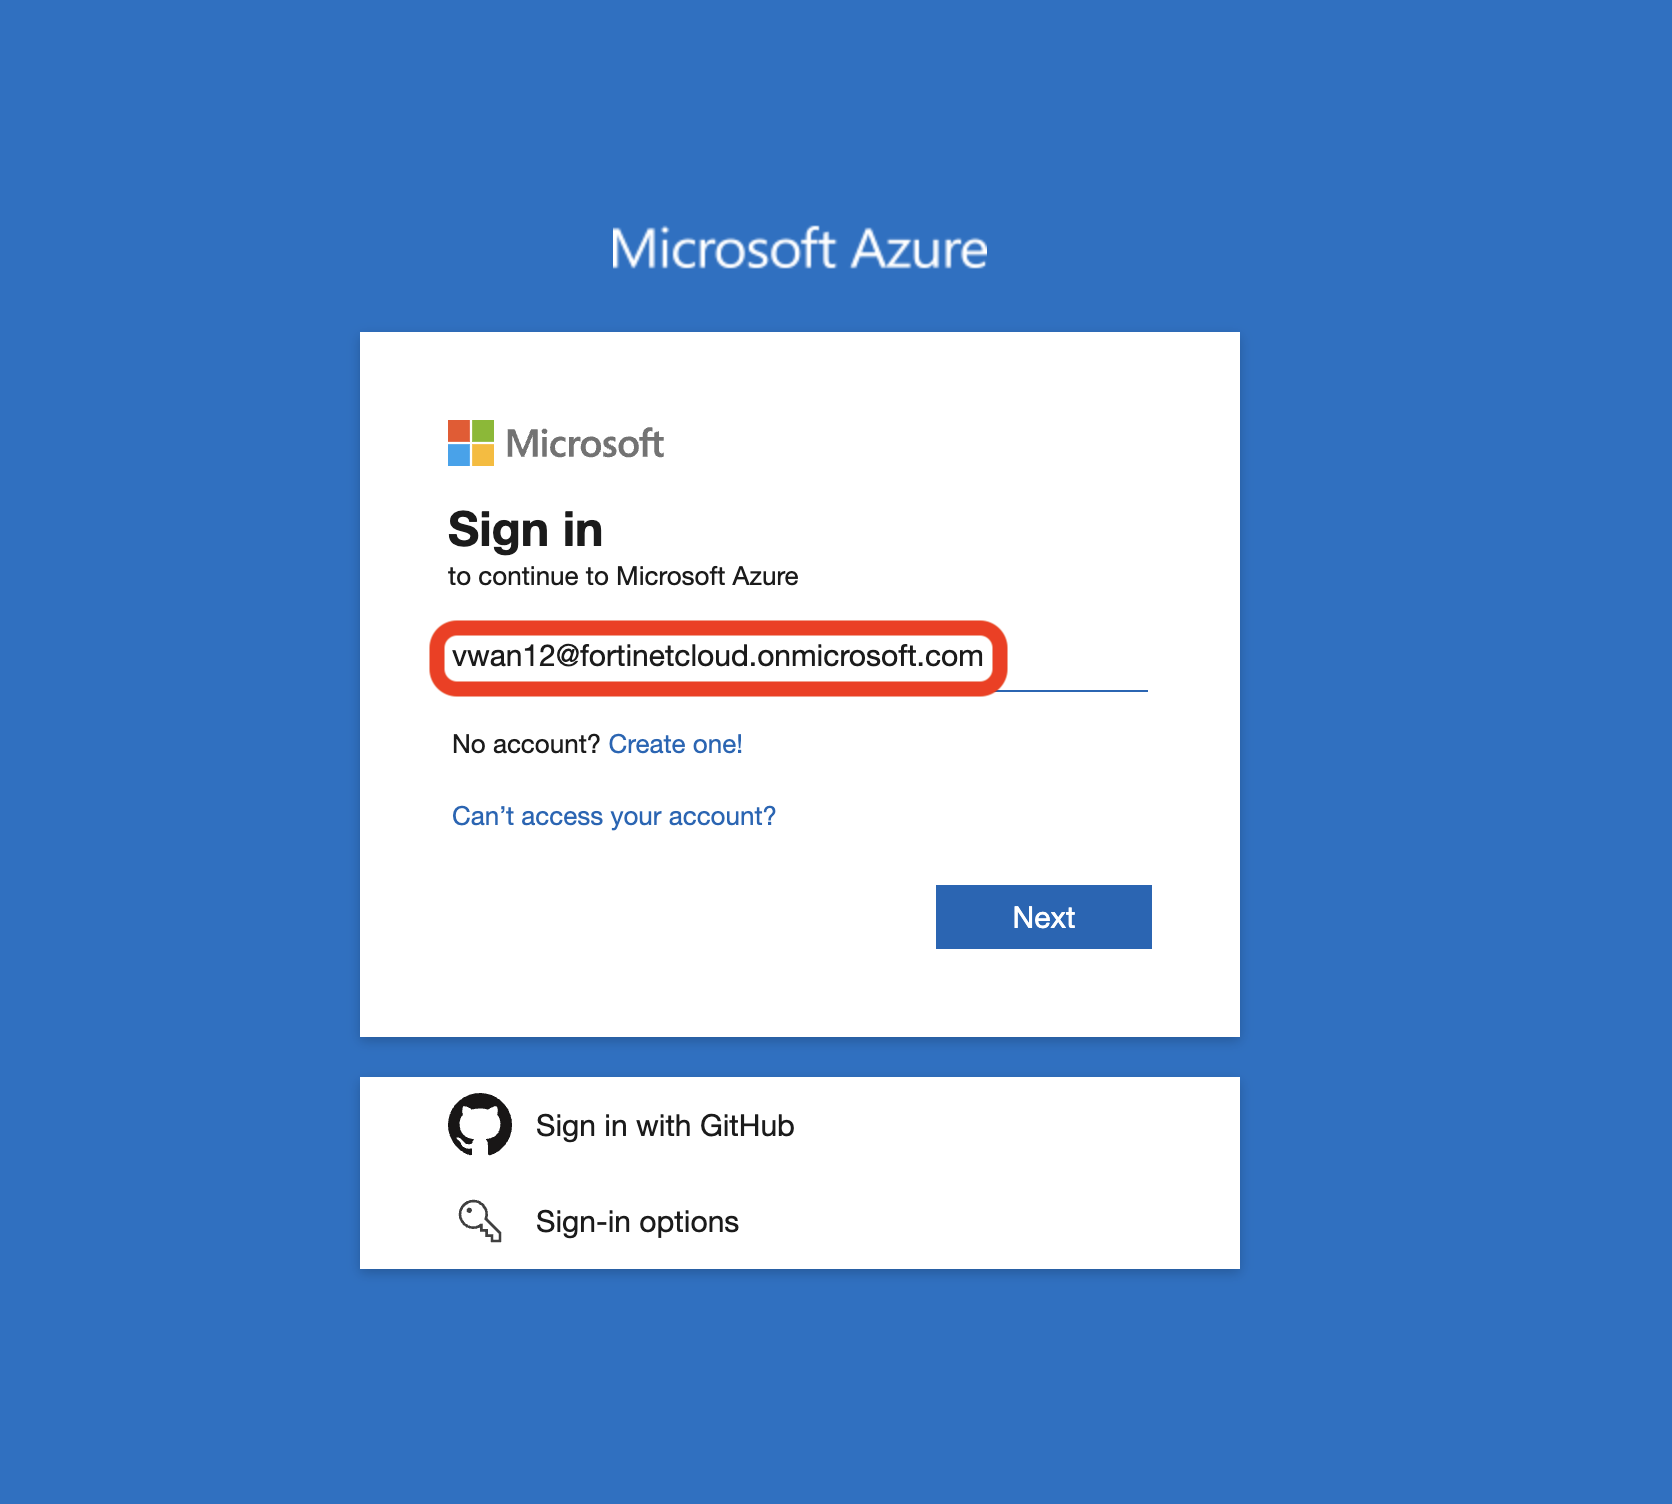 Microsoft Azure
Microsoft
Sign in
to continue to Microsoft Azure
vwan12@fortinetcloud.onmicrosoft.com
No account? Create one!
Can’t access your account?
Next
Sign in with GitHub
Sign-in options